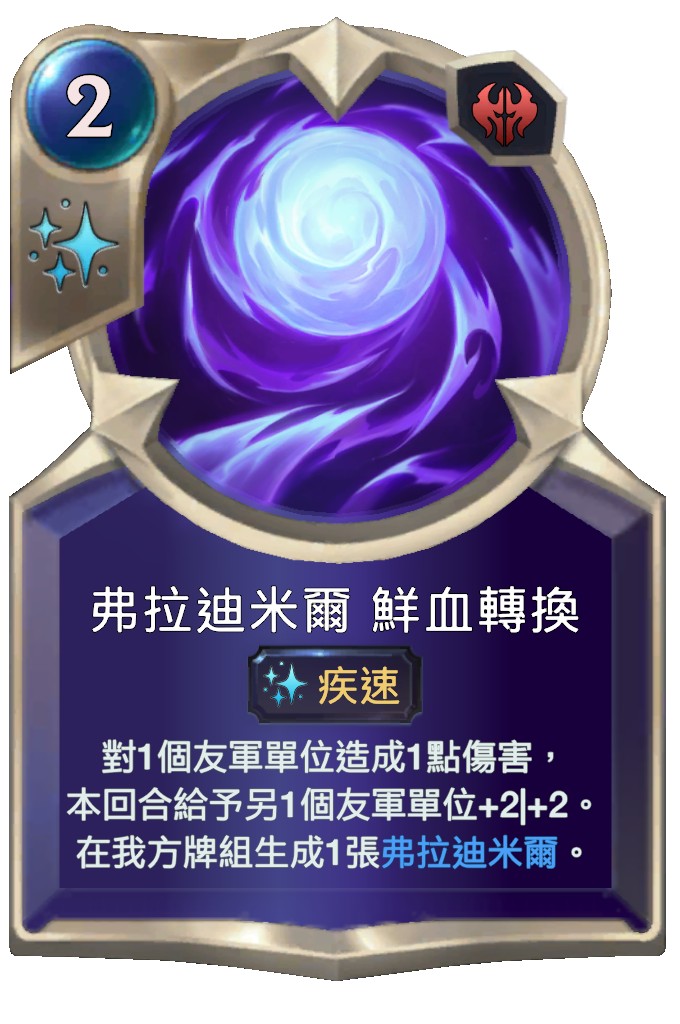 2
弗拉迪米爾 鮮血轉換
疾速
對1個友軍單位造成1點傷害，
本回合給予另1個友軍單位+2|+2。
在我方牌組生成1張弗拉迪米爾。